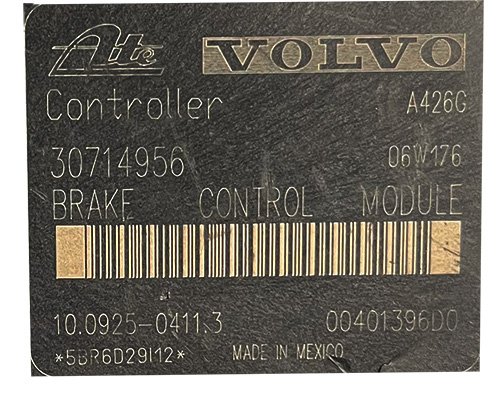 Ate VOLVO
Controller A426G
30714956 06W176
BRAKE CONTROL MODULE
10.0925-0411.3 00401396D0
*5BR6D29I12* MADE IN MEXICO